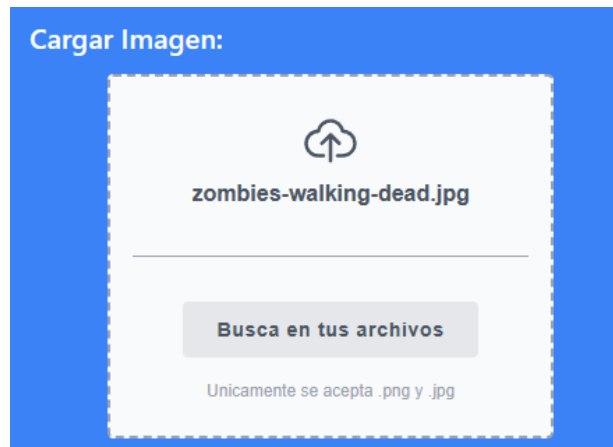 Cargar Imagen:
zombies-walking-dead.jpg
Busca en tus archivos
Unicamente se acepta .png y .jpg